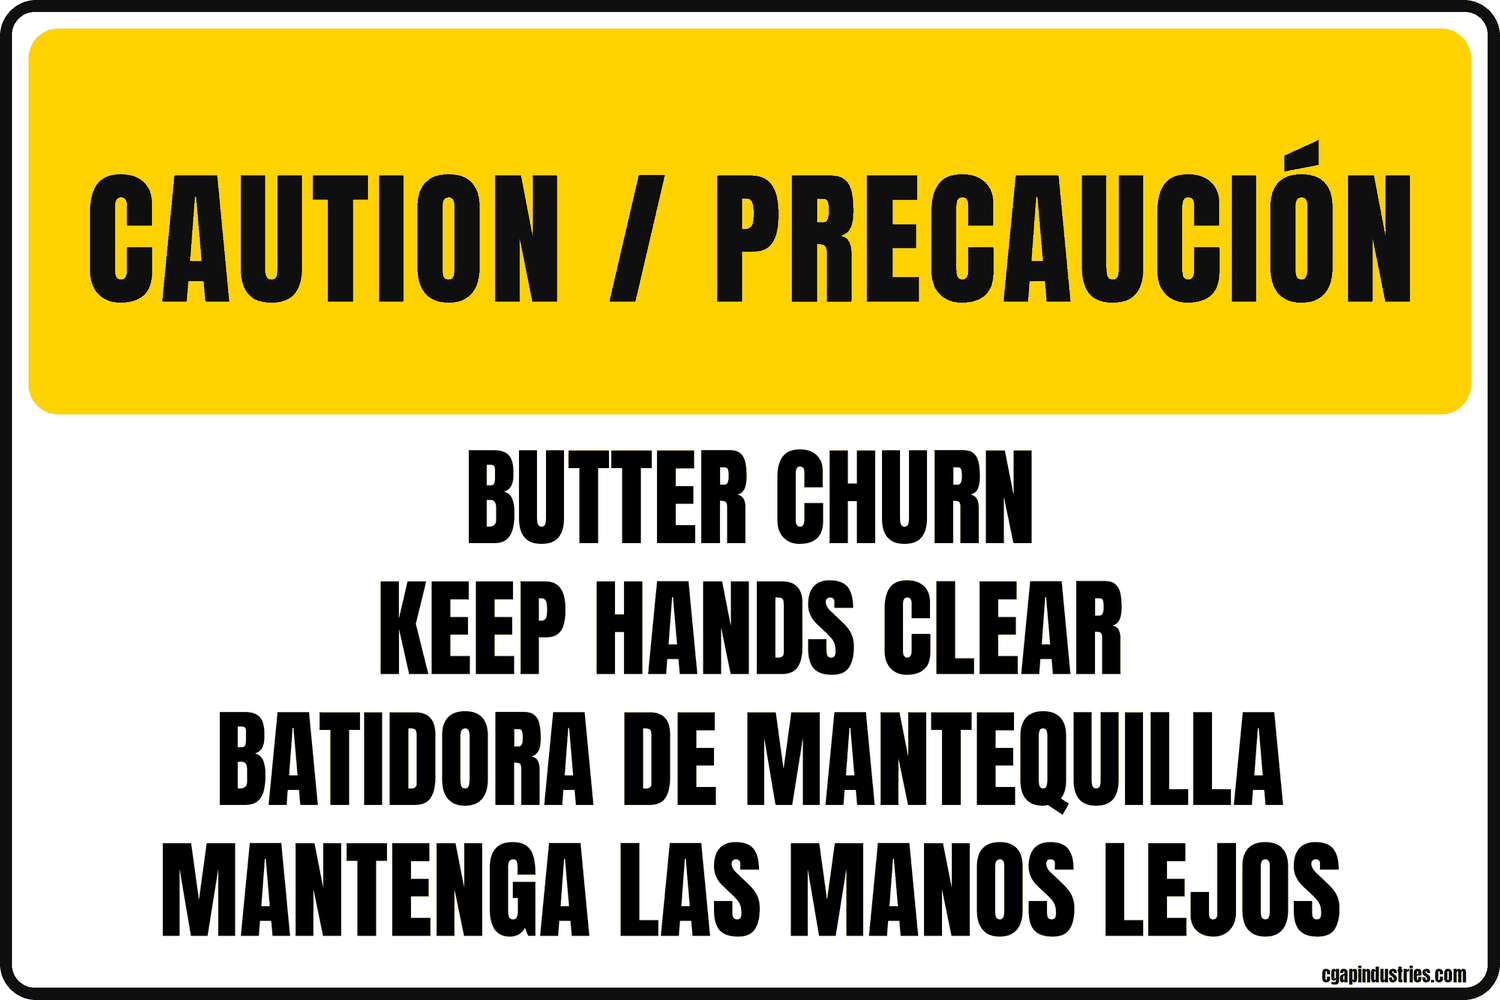 CAUTION / PRECAUCIÓN
BUTTER CHURN
KEEP HANDS CLEAR
BATIDORA DE MANTEQUILLA
MANTENGA LAS MANOS LEJOS
cgapindustries.com